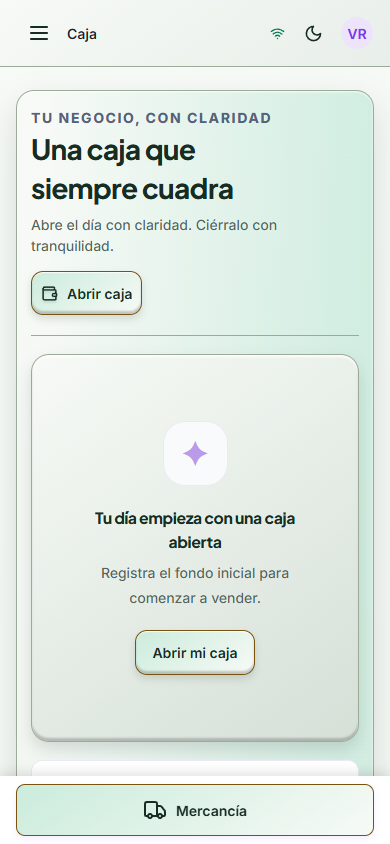 Caja
VR
TU NEGOCIO, CON CLARIDAD
Una caja que
siempre cuadra
Abre el día con claridad. Ciérralo con
tranquilidad.
Abrir caja
Tu día empieza con una caja
abierta
Registra el fondo inicial para
comenzar a vender.
Abrir mi caja
Mercancía